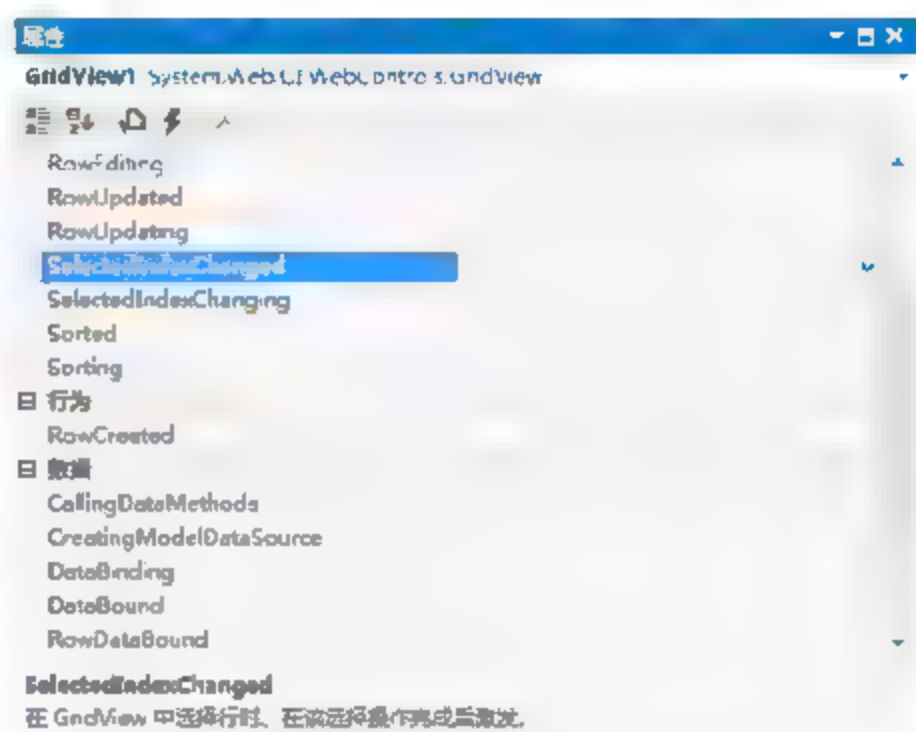 属性
GridView1 System.Web.UI.WebControls.GridView
RowEditing
RowUpdated
RowUpdating
SelectedIndexChanged
SelectedIndexChanging
Sorted
Sorting
行为
RowCreated
数据
CallingDataMethods
CreatingModelDataSource
DataBinding
DataBound
RowDataBound
SelectedIndexChanged
在 GridView 中选择行时，在该选择操作完成后激发。